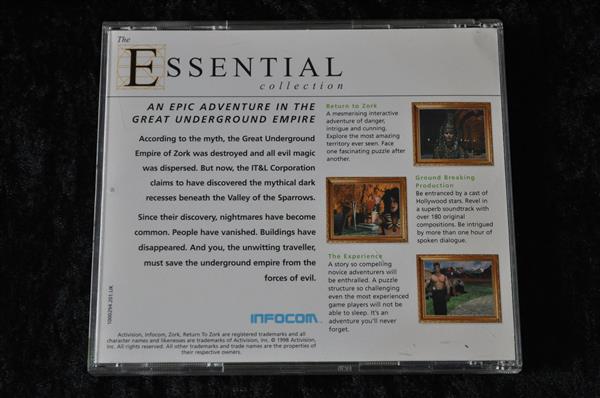 The
ESSENTIAL
collection
AN EPIC ADVENTURE IN THE
GREAT UNDERGROUND EMPIRE
According to the myth, the Great Underground
Empire of Zork was destroyed and all evil magic
was dispersed. But now, the IT&L Corporation
claims to have discovered the mythical dark
recesses beneath the Valley of the Sparrows.
Since their discovery, nightmares have become
common. People have vanished. Buildings have
disappeared. And you, the unwitting traveller,
must save the underground empire from the
forces of evil.
Return to Zork
A mesmerising interactive
adventure of danger,
intrigue and cunning.
Explore the most amazing
territory ever seen. Face
one fascinating puzzle after
another.
Ground Breaking
Production
Be entranced by a cast of
Hollywood stars. Revel in
a superb soundtrack with
over 180 original
compositions. Be intrigued
by more than one hour of
spoken dialogue.
The Experience
A story so compelling
novice adventurers will
be enthralled. A puzzle
structure so challenging
even the most experienced
game players will not be
able to sleep. It's an
adventure you'll never
forget.
INFOCOM
1000294.201.UK
Activision, Infocom, Zork, Return To Zork are registered trademarks and all
character names and likenesses are trademarks of Activision, Inc. © 1998 Activision,
Inc. All rights reserved. All other trademarks and trade names are the properties of
their respective owners.